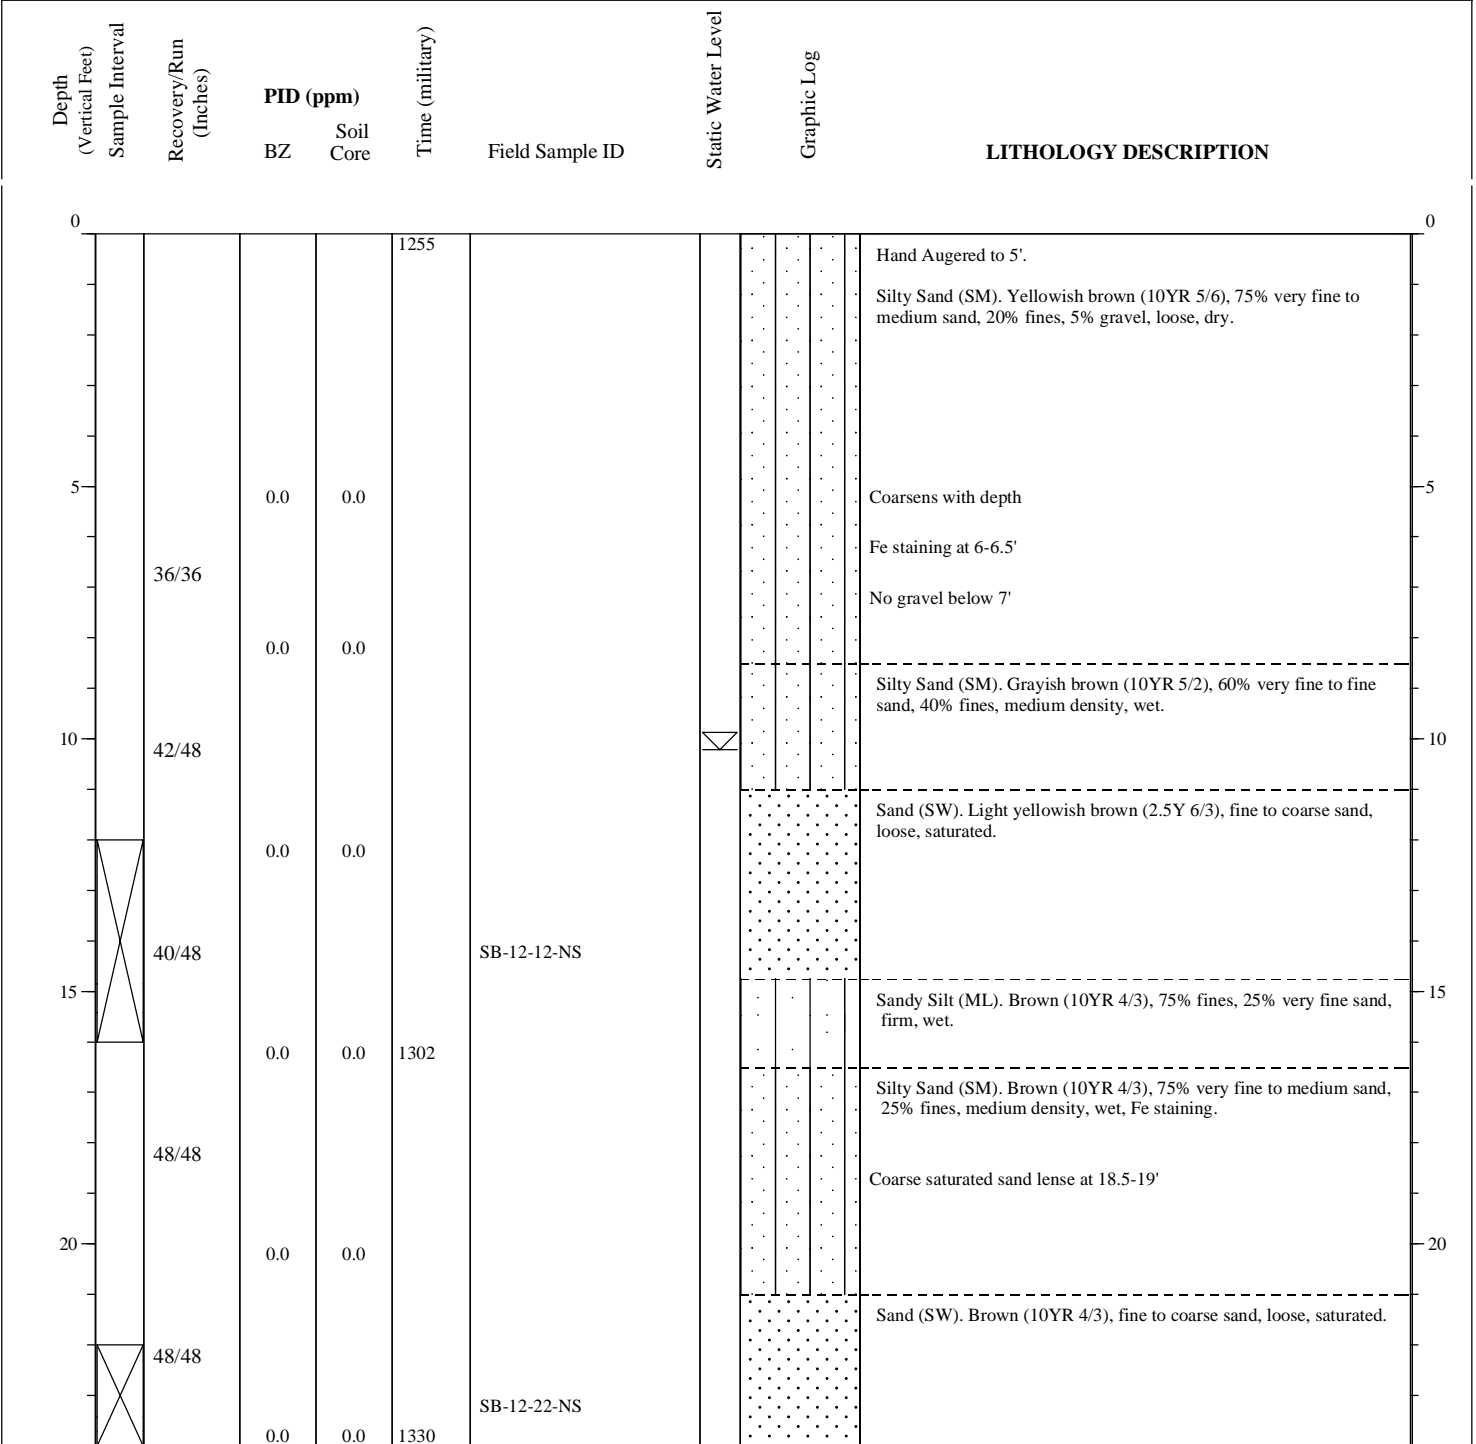 Depth
(Vertical Feet)
Sample Interval
Recovery/Run
(Inches)
PID (ppm)
BZ
Soil
Core
Time (military)
Field Sample ID
Static Water Level
Graphic Log
LITHOLOGY DESCRIPTION
0 0
1255
Hand Augered to 5'.
Silty Sand (SM). Yellowish brown (10YR 5/6), 75% very fine to
medium sand, 20% fines, 5% gravel, loose, dry.
5 0.0 0.0 Coarsens with depth 5
Fe staining at 6-6.5'
36/36
No gravel below 7'
0.0 0.0
Silty Sand (SM). Grayish brown (10YR 5/2), 60% very fine to fine
sand, 40% fines, medium density, wet.
10 42/48 10
Sand (SW). Light yellowish brown (2.5Y 6/3), fine to coarse sand,
loose, saturated.
0.0 0.0
40/48 SB-12-12-NS
15 15
Sandy Silt (ML). Brown (10YR 4/3), 75% fines, 25% very fine sand,
firm, wet.
0.0 0.0 1302
Silty Sand (SM). Brown (10YR 4/3), 75% very fine to medium sand,
25% fines, medium density, wet, Fe staining.
48/48
Coarse saturated sand lense at 18.5-19'
20 0.0 0.0 20
Sand (SW). Brown (10YR 4/3), fine to coarse sand, loose, saturated.
48/48
SB-12-22-NS
0.0 0.0 1330